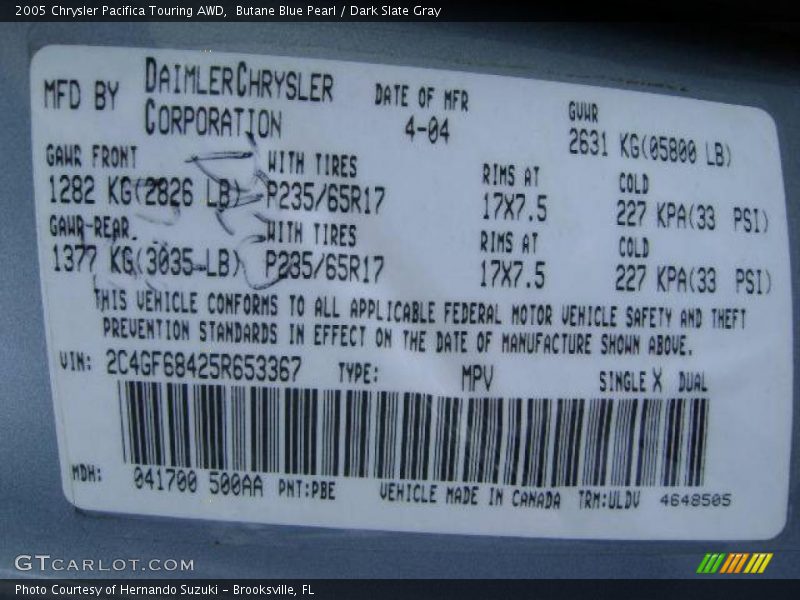 2005 Chrysler Pacifica Touring AWD,  Butane Blue Pearl / Dark Slate Gray
MFD BY DAIMLERCHRYSLER CORPORATION DATE OF MFR 4-04 GVWR 2631 KG(05800 LB)
GAWR FRONT WITH TIRES RIMS AT COLD
1282 KG(2826 LB) P235/65R17 17X7.5 227 KPA(33 PSI)
GAWR-REAR. WITH TIRES RIMS AT COLD
1377 KG(3035 LB) P235/65R17 17X7.5 227 KPA(33 PSI)
THIS VEHICLE CONFORMS TO ALL APPLICABLE FEDERAL MOTOR VEHICLE SAFETY AND THEFT
PREVENTION STANDARDS IN EFFECT ON THE DATE OF MANUFACTURE SHOWN ABOVE.
VIN: 2C4GF68425R653367 TYPE: MPV SINGLE X DUAL
MDH: 041700 500AA PNT:PBE VEHICLE MADE IN CANADA TRM:ULDV 4648505
GTCARLOT.COM
Photo Courtesy of Hernando Suzuki – Brooksville, FL